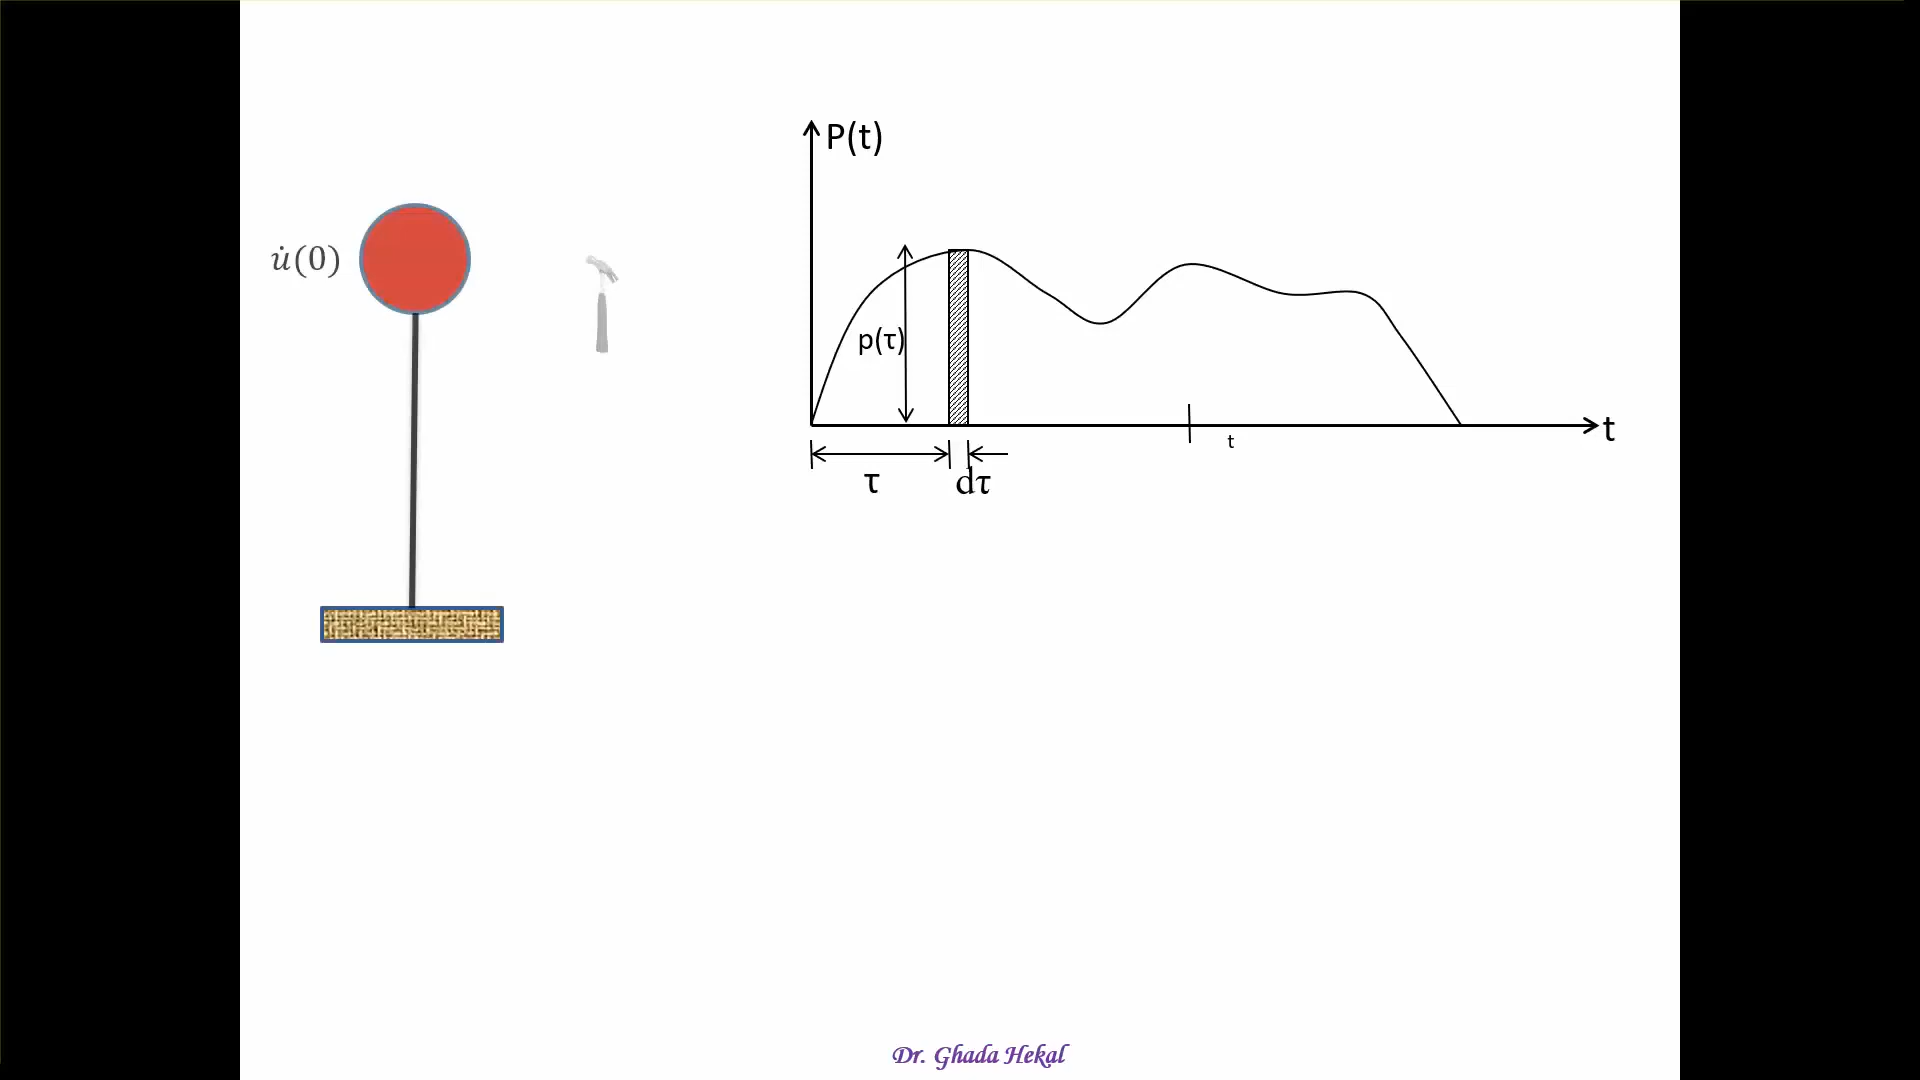 P(t)
u̇(0)
p(τ)
t
t
τ
dτ
Dr. Ghada Hekal